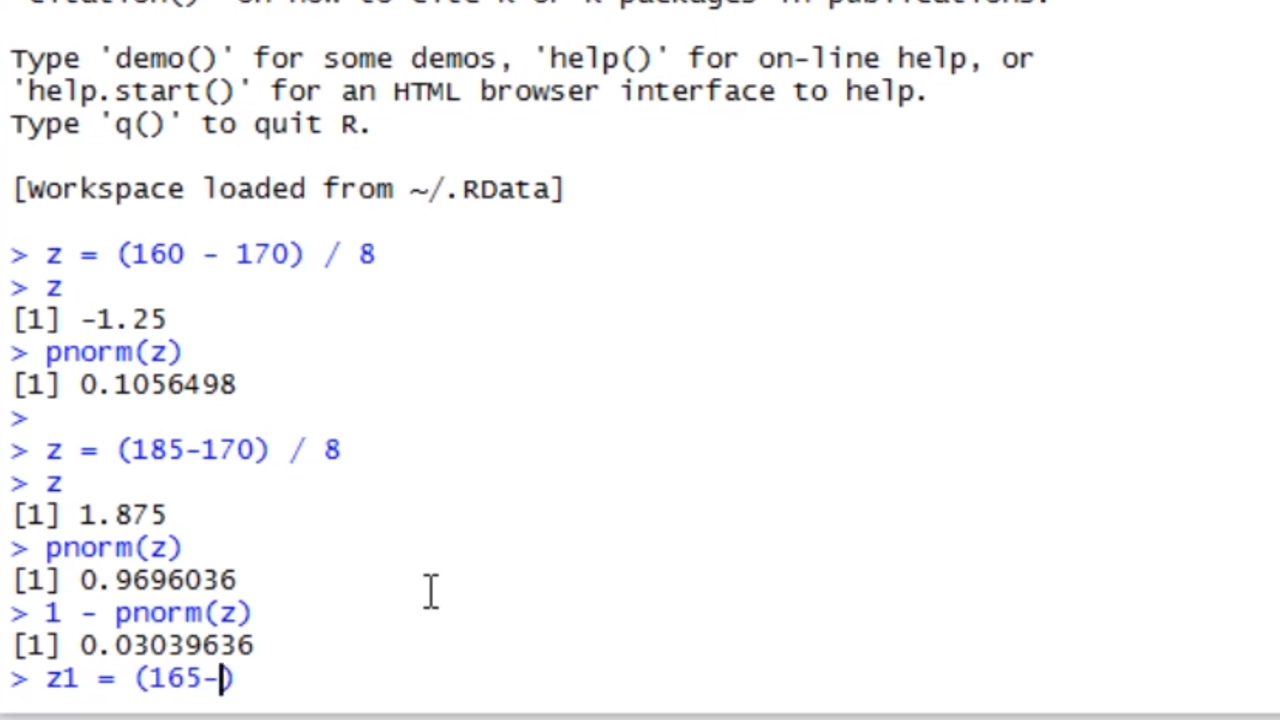 Type 'demo()' for some demos, 'help()' for on-line help, or
'help.start()' for an HTML browser interface to help.
Type 'q()' to quit R.
[Workspace loaded from ~/.RData]
> z = (160 - 170) / 8
> z
[1] -1.25
> pnorm(z)
[1] 0.1056498
>
> z = (185-170) / 8
> z
[1] 1.875
> pnorm(z)
[1] 0.9696036
> 1 - pnorm(z)
[1] 0.03039636
> z1 = (165-)